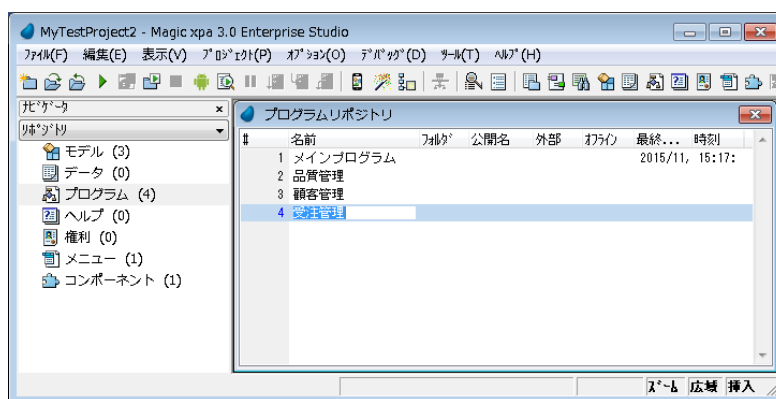 MyTestProject2 - Magic xpa 3.0 Enterprise Studio
ﾌｧｲﾙ(F) 編集(E) 表示(V) ﾌﾟﾛｼﾞｪｸﾄ(P) ｵﾌﾟｼｮﾝ(O) ﾃﾞﾊﾞｯｸﾞ(D) ﾂｰﾙ(T) ﾍﾙﾌﾟ(H)
ﾅﾋﾞｹﾞｰﾀ
ﾘﾎﾟｼﾞﾄﾘ
モデル (3)
データ (0)
プログラム (4)
ヘルプ (0)
権利 (0)
メニュー (1)
コンポーネント (1)
プログラムリポジトリ
# 名前 ﾌｫﾙﾀﾞ 公開名 外部 ｵﾌﾗｲﾝ 最終... 時刻
1 メインプログラム 2015/11, 15:17:
2 品質管理
3 顧客管理
4 受注管理
ｽﾞｰﾑ 広域 挿入